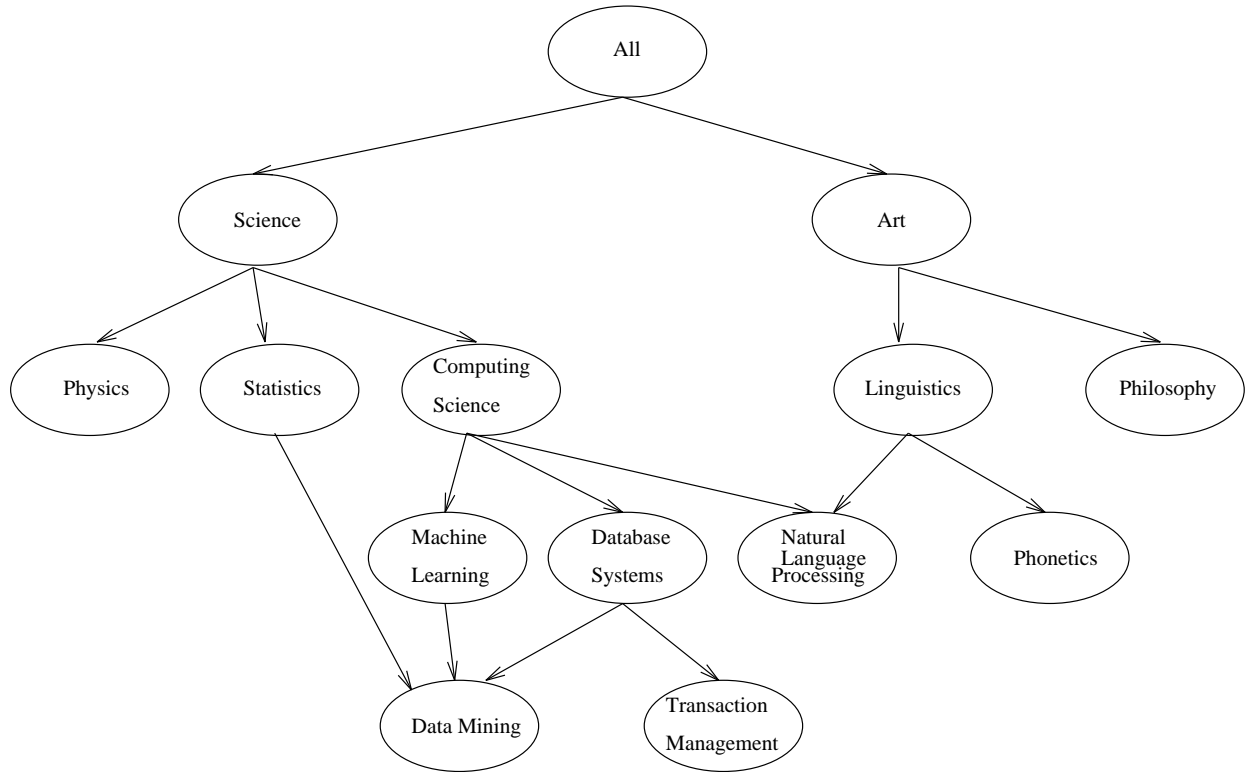 All
Science
Art
Physics
Statistics
Computing
Science
Linguistics
Philosophy
Machine
Learning
Database
Systems
Natural
Language
Processing
Phonetics
Data Mining
Transaction
Management